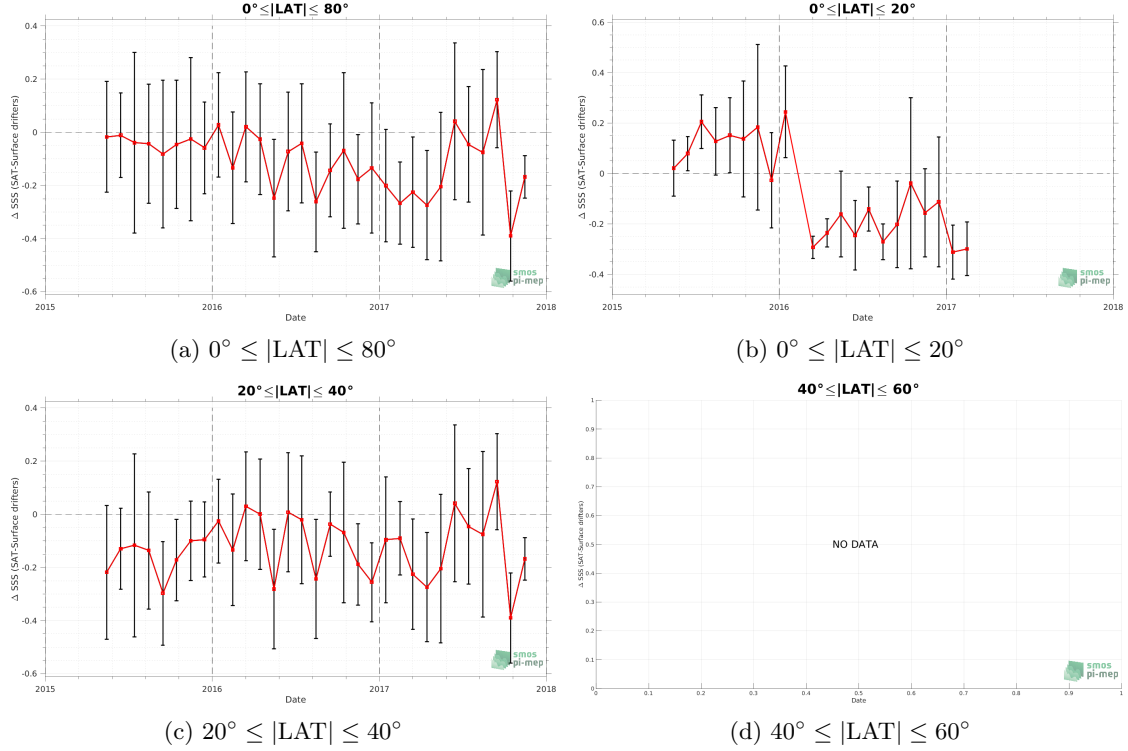 0°≤|LAT|≤ 80°
Δ SSS (SAT-Surface drifters)
0.4
0.2
0
-0.2
-0.4
-0.6
2015
2016
2017
2018
Date
smos
pi-mep
(a) 0° ≤ |LAT| ≤ 80°
0°≤|LAT|≤ 20°
Δ SSS (SAT-Surface drifters)
0.6
0.4
0.2
0
-0.2
-0.4
2015
2016
2017
2018
Date
smos
pi-mep
(b) 0° ≤ |LAT| ≤ 20°
20°≤|LAT|≤ 40°
Δ SSS (SAT-Surface drifters)
0.4
0.2
0
-0.2
-0.4
-0.6
2015
2016
2017
2018
Date
smos
pi-mep
(c) 20° ≤ |LAT| ≤ 40°
40°≤|LAT|≤ 60°
Δ SSS (SAT-Surface drifters)
1
0.9
0.8
0.7
0.6
0.5
0.4
0.3
0.2
0.1
0
NO DATA
0
0.1
0.2
0.3
0.4
0.5
0.6
0.7
0.8
0.9
1
Date
smos
pi-mep
(d) 40° ≤ |LAT| ≤ 60°